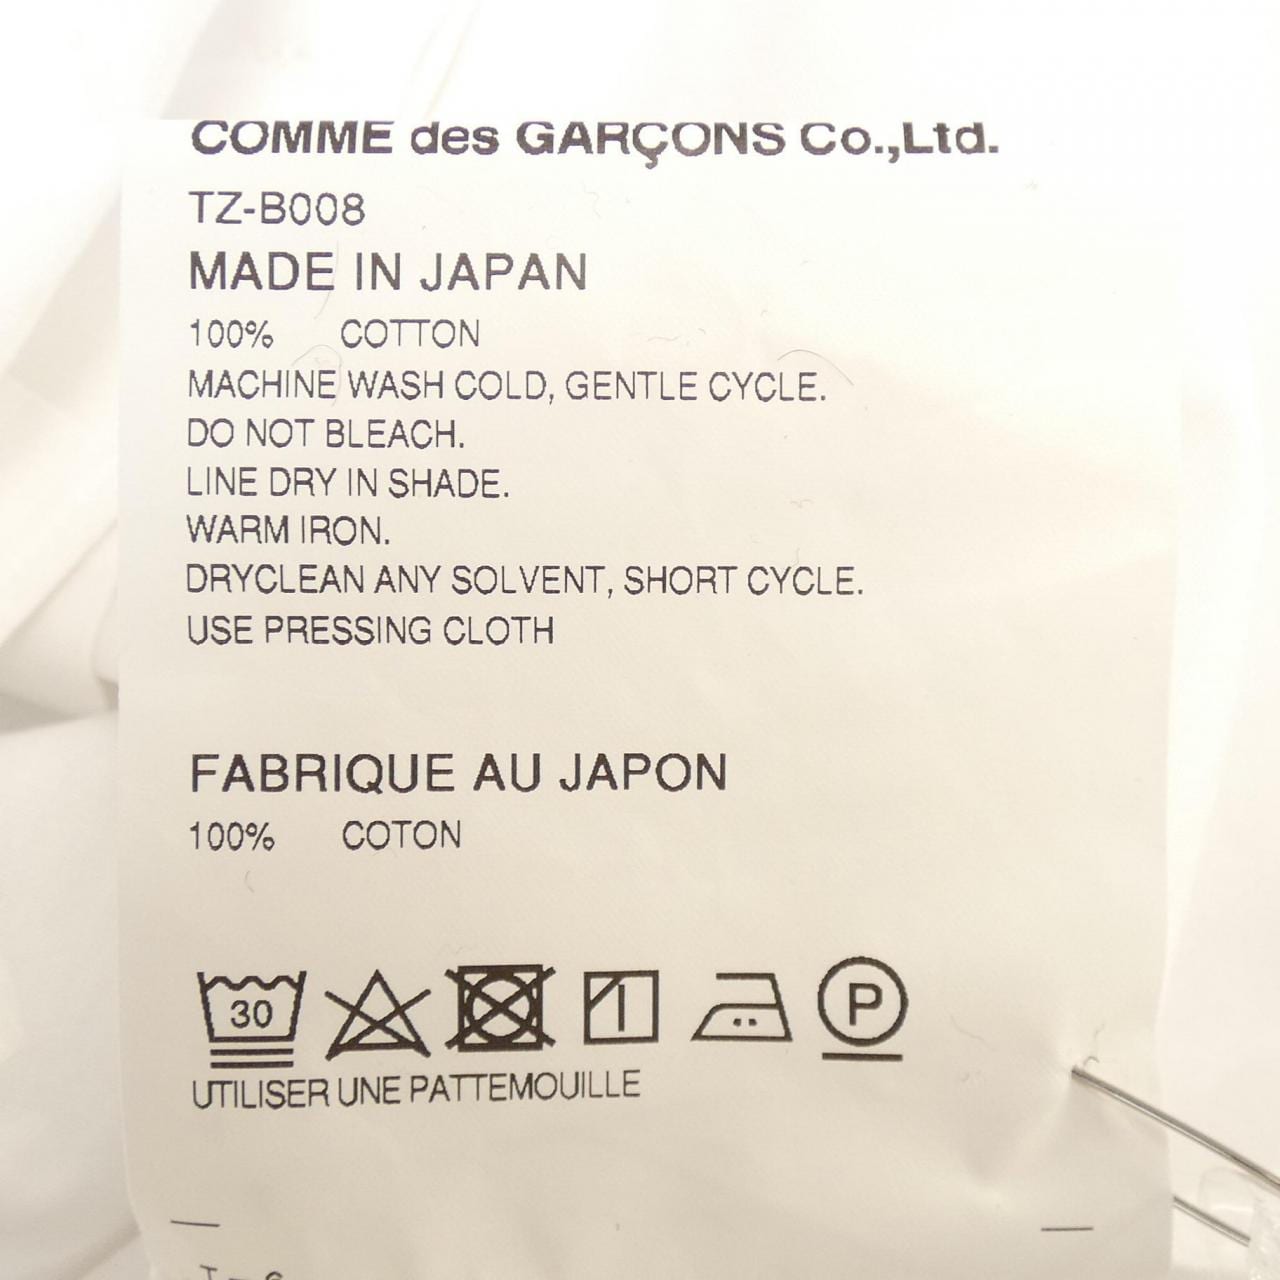 COMME des GARÇONS Co.,Ltd.
TZ-B008
MADE IN JAPAN
100% COTTON
MACHINE WASH COLD, GENTLE CYCLE.
DO NOT BLEACH.
LINE DRY IN SHADE.
WARM IRON.
DRYCLEAN ANY SOLVENT, SHORT CYCLE.
USE PRESSING CLOTH
FABRIQUE AU JAPON
100% COTON
30 P
UTILISER UNE PATTEMOUILLE